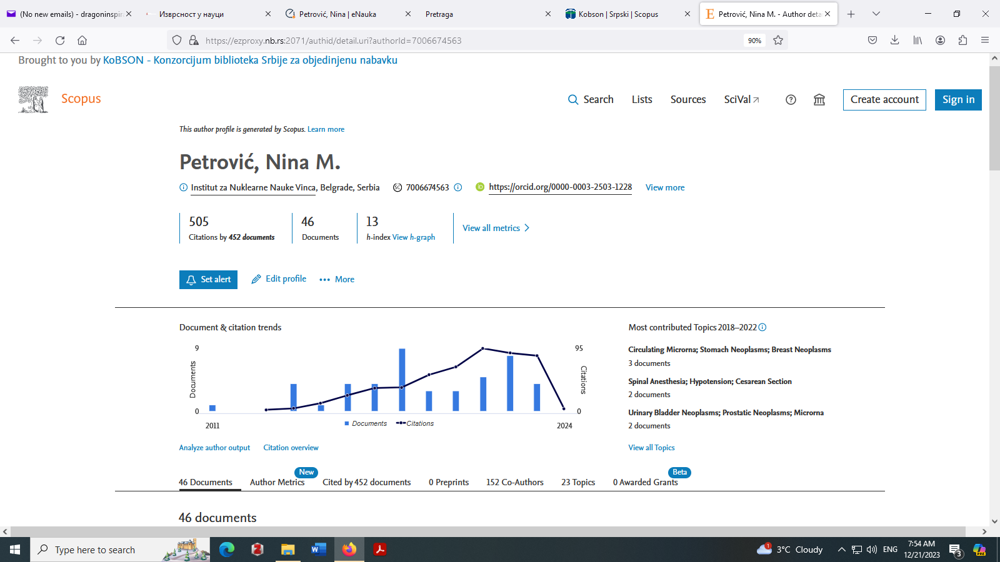 (No new emails) - dragoninspir
Изврсност у науци
Petrović, Nina | eNauka
Pretraga
Kobson | Srpski | Scopus
Petrović, Nina M. - Author deta
https://ezproxy.nb.rs:2071/authid/detail.uri?authorId=7006674563
90%
Brought to you by KoBSON - Konzorcijum biblioteka Srbije za objedinjenu nabavku
Scopus
Search
Lists
Sources
SciVal
Create account
Sign in
This author profile is generated by Scopus. Learn more
Petrović, Nina M.
Institut za Nuklearne Nauke Vinca, Belgrade, Serbia
SC 7006674563
iD https://orcid.org/0000-0003-2503-1228
View more
505
Citations by 452 documents
46
Documents
13
h-index View h-graph
View all metrics
Set alert
Edit profile
More
Document & citation trends
9
95
Documents
Citations
0
0
2011
Documents
Citations
2024
Analyze author output
Citation overview
Most contributed Topics 2018–2022
Circulating Microrna; Stomach Neoplasms; Breast Neoplasms
3 documents
Spinal Anesthesia; Hypotension; Cesarean Section
2 documents
Urinary Bladder Neoplasms; Prostatic Neoplasms; Microrna
2 documents
View all Topics
New
Beta
46 Documents
Author Metrics
Cited by 452 documents
0 Preprints
152 Co-Authors
23 Topics
0 Awarded Grants
46 documents
Type here to search
1
3°C Cloudy
ENG
7:54 AM
12/21/2023
3
PRE